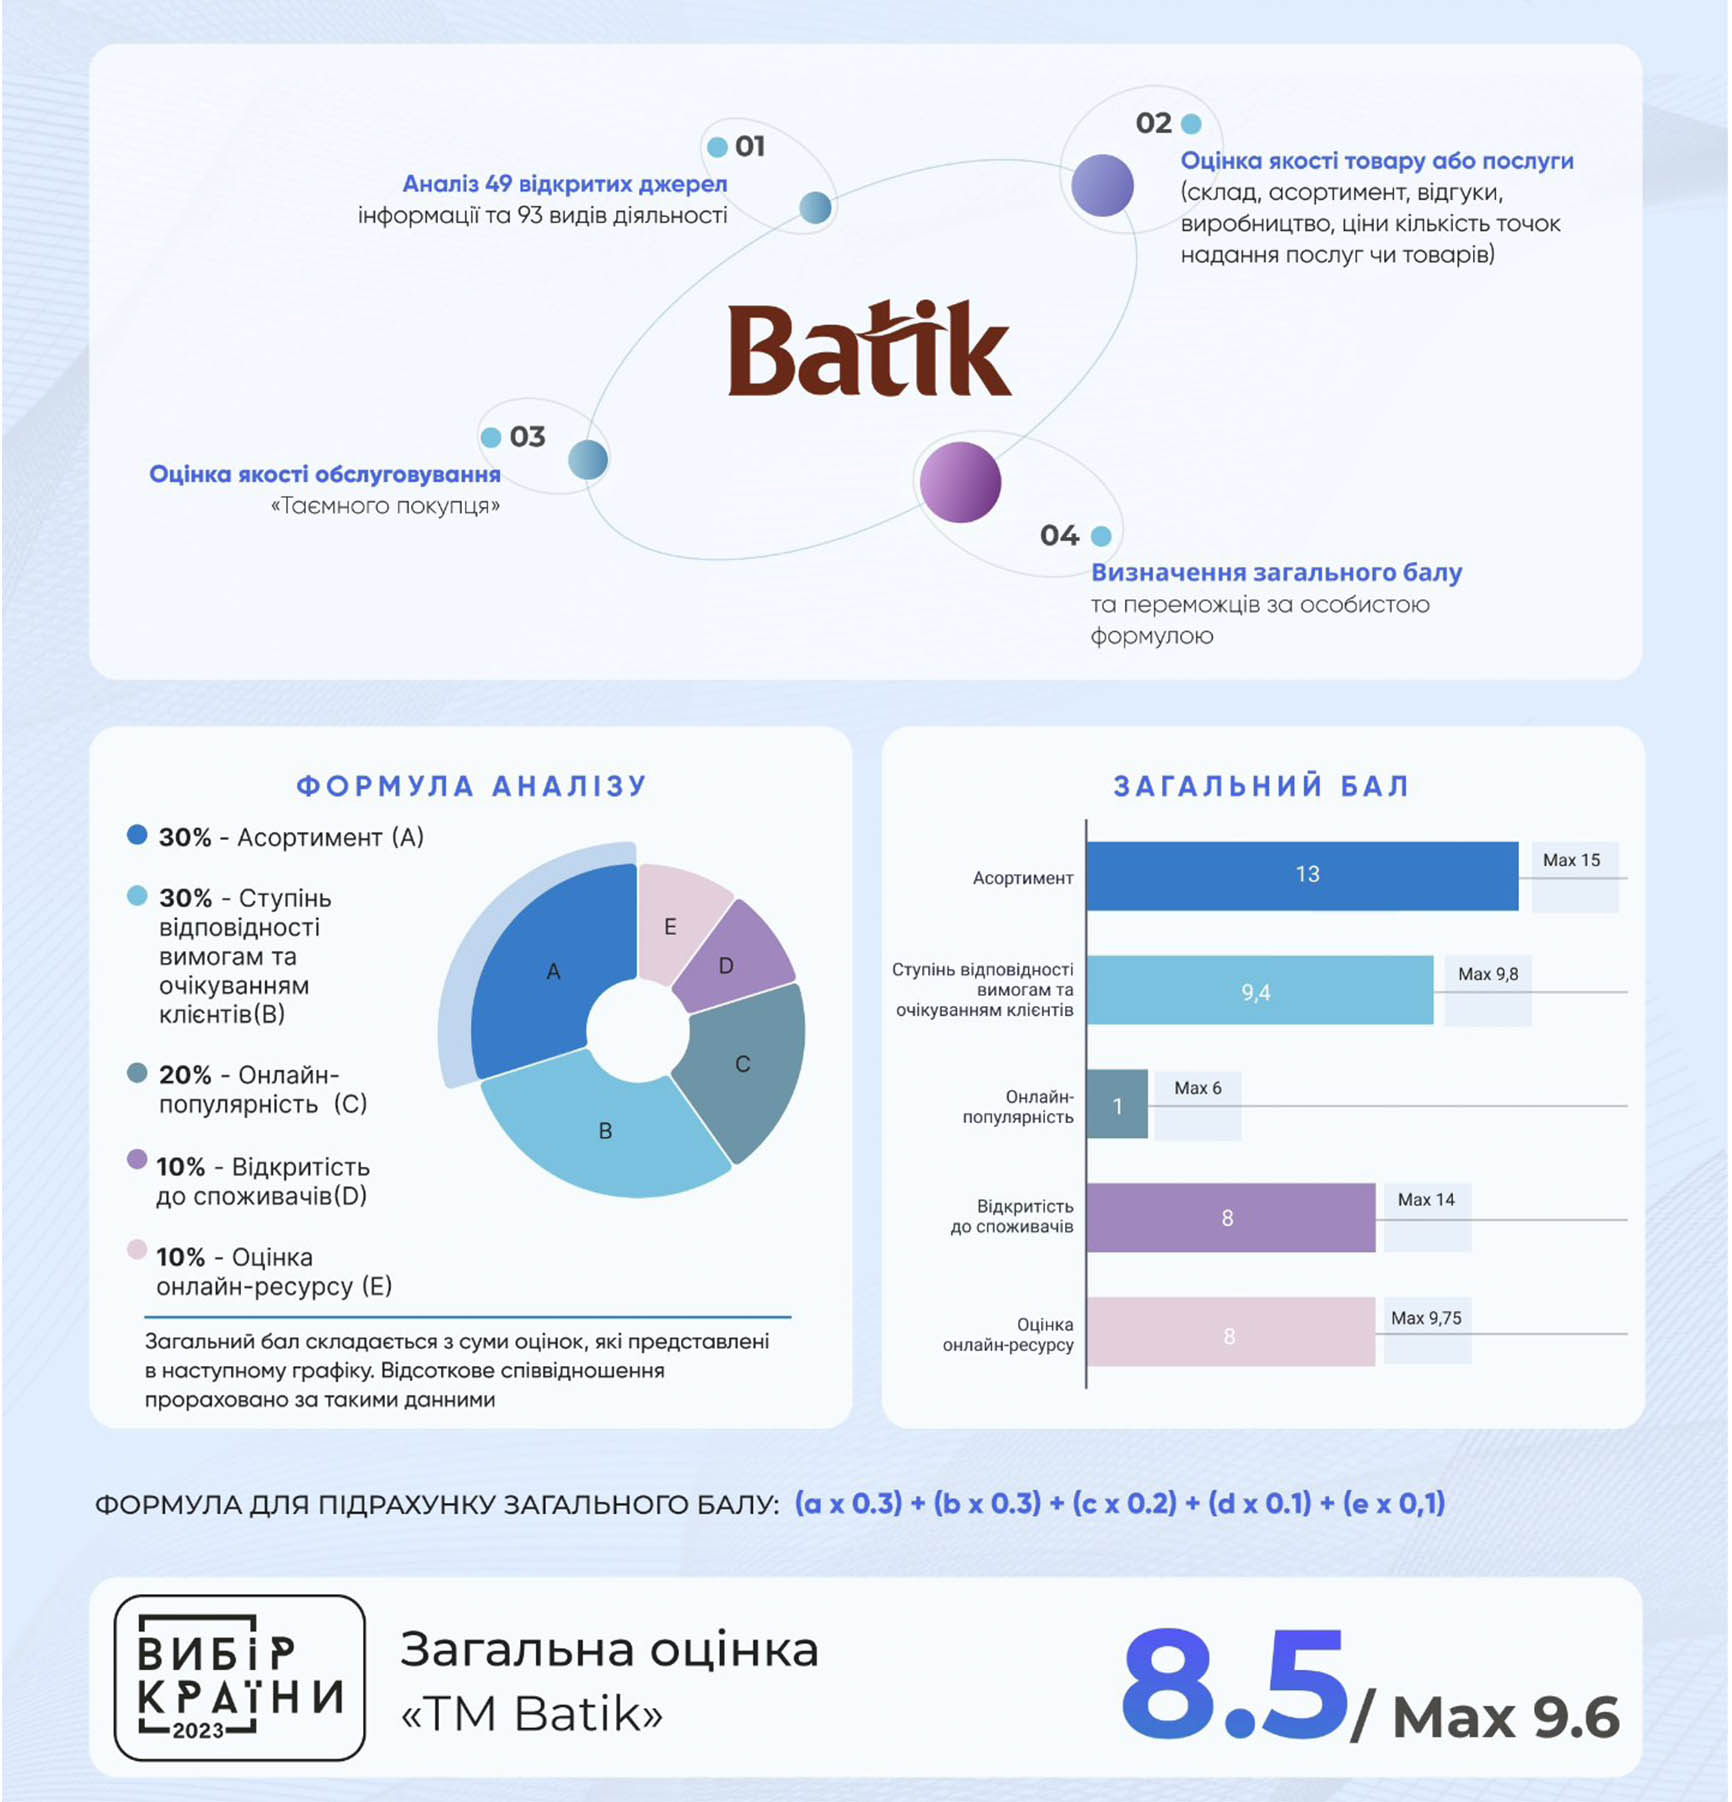 01
Аналіз 49 відкритих джерел
інформації та 93 видів діяльності
02
Оцінка якості товару або послуги
(склад, асортимент, відгуки,
виробництво, ціни кількість точок
надання послуг чи товарів)
Batik
03
Оцінка якості обслуговування
«Таємного покупця»
04
Визначення загального балу
та переможців за особистою
формулою
ФОРМУЛА АНАЛІЗУ
30% - Асортимент (A)
30% - Ступінь
відповідності
вимогам та
очікуванням
клієнтів(B)
20% - Онлайн-
популярність (C)
10% - Відкритість
до споживачів(D)
10% - Оцінка
онлайн-ресурсу (E)
A
E
D
C
B
Загальний бал складається з суми оцінок, які представлені
в наступному графіку. Відсоткове співвідношення
прораховано за такими данними
ЗАГАЛЬНИЙ БАЛ
Асортимент
13
Max 15
Ступінь відповідності
вимогам та
очікуванням клієнтів
9,4
Max 9,8
Онлайн-
популярність
1
Max 6
Відкритість
до споживачів
8
Max 14
Оцінка
онлайн-ресурсу
8
Max 9,75
ФОРМУЛА ДЛЯ ПІДРАХУНКУ ЗАГАЛЬНОГО БАЛУ: (a x 0.3) + (b x 0.3) + (c x 0.2) + (d x 0.1) + (e x 0,1)
ВИБІР
КРАЇНИ
2023
Загальна оцінка
«ТМ Batik»
8.5/ Max 9.6